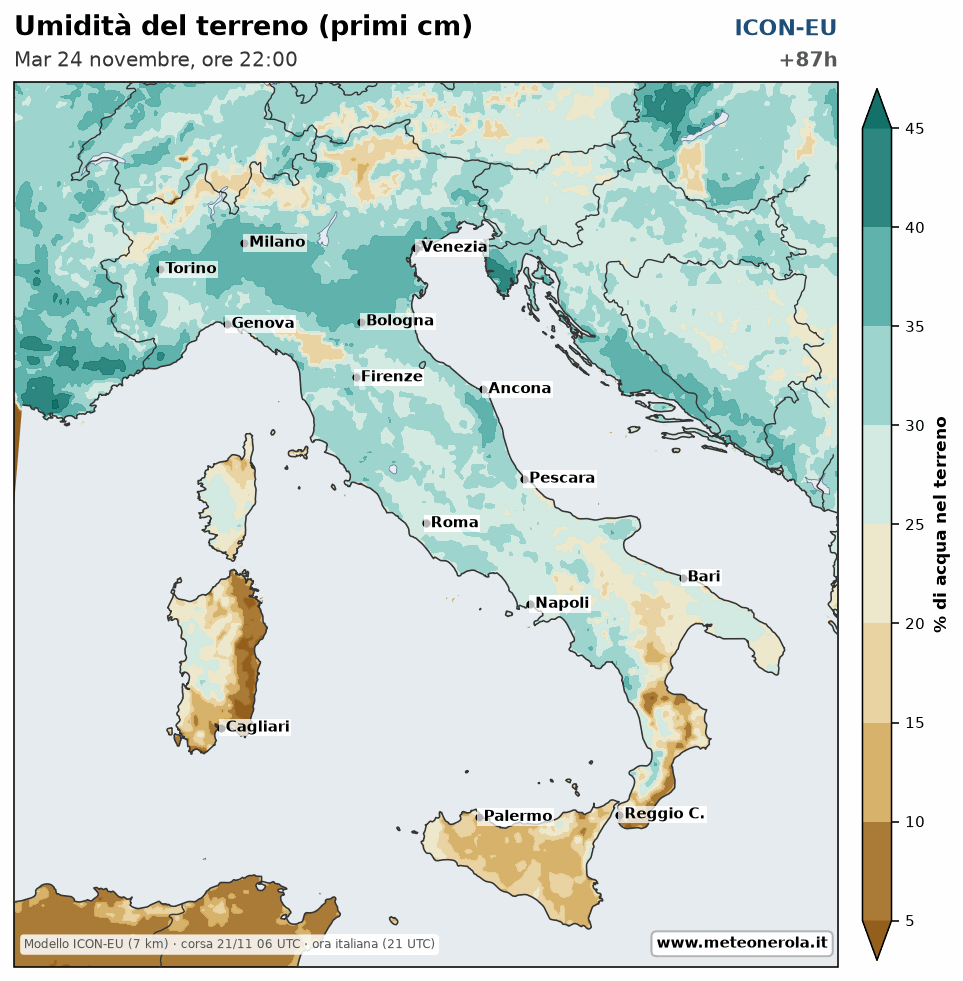 Umidità del terreno (primi cm)
ICON-EU
Mar 24 novembre, ore 22:00
+87h
45
40
35
30
25
20
15
10
5
% di acqua nel terreno
Milano
Venezia
Torino
Genova
Bologna
Firenze
Ancona
Pescara
Roma
Bari
Napoli
Cagliari
Palermo
Reggio C.
Modello ICON-EU (7 km) · corsa 21/11 06 UTC · ora italiana (21 UTC)
www.meteonerola.it